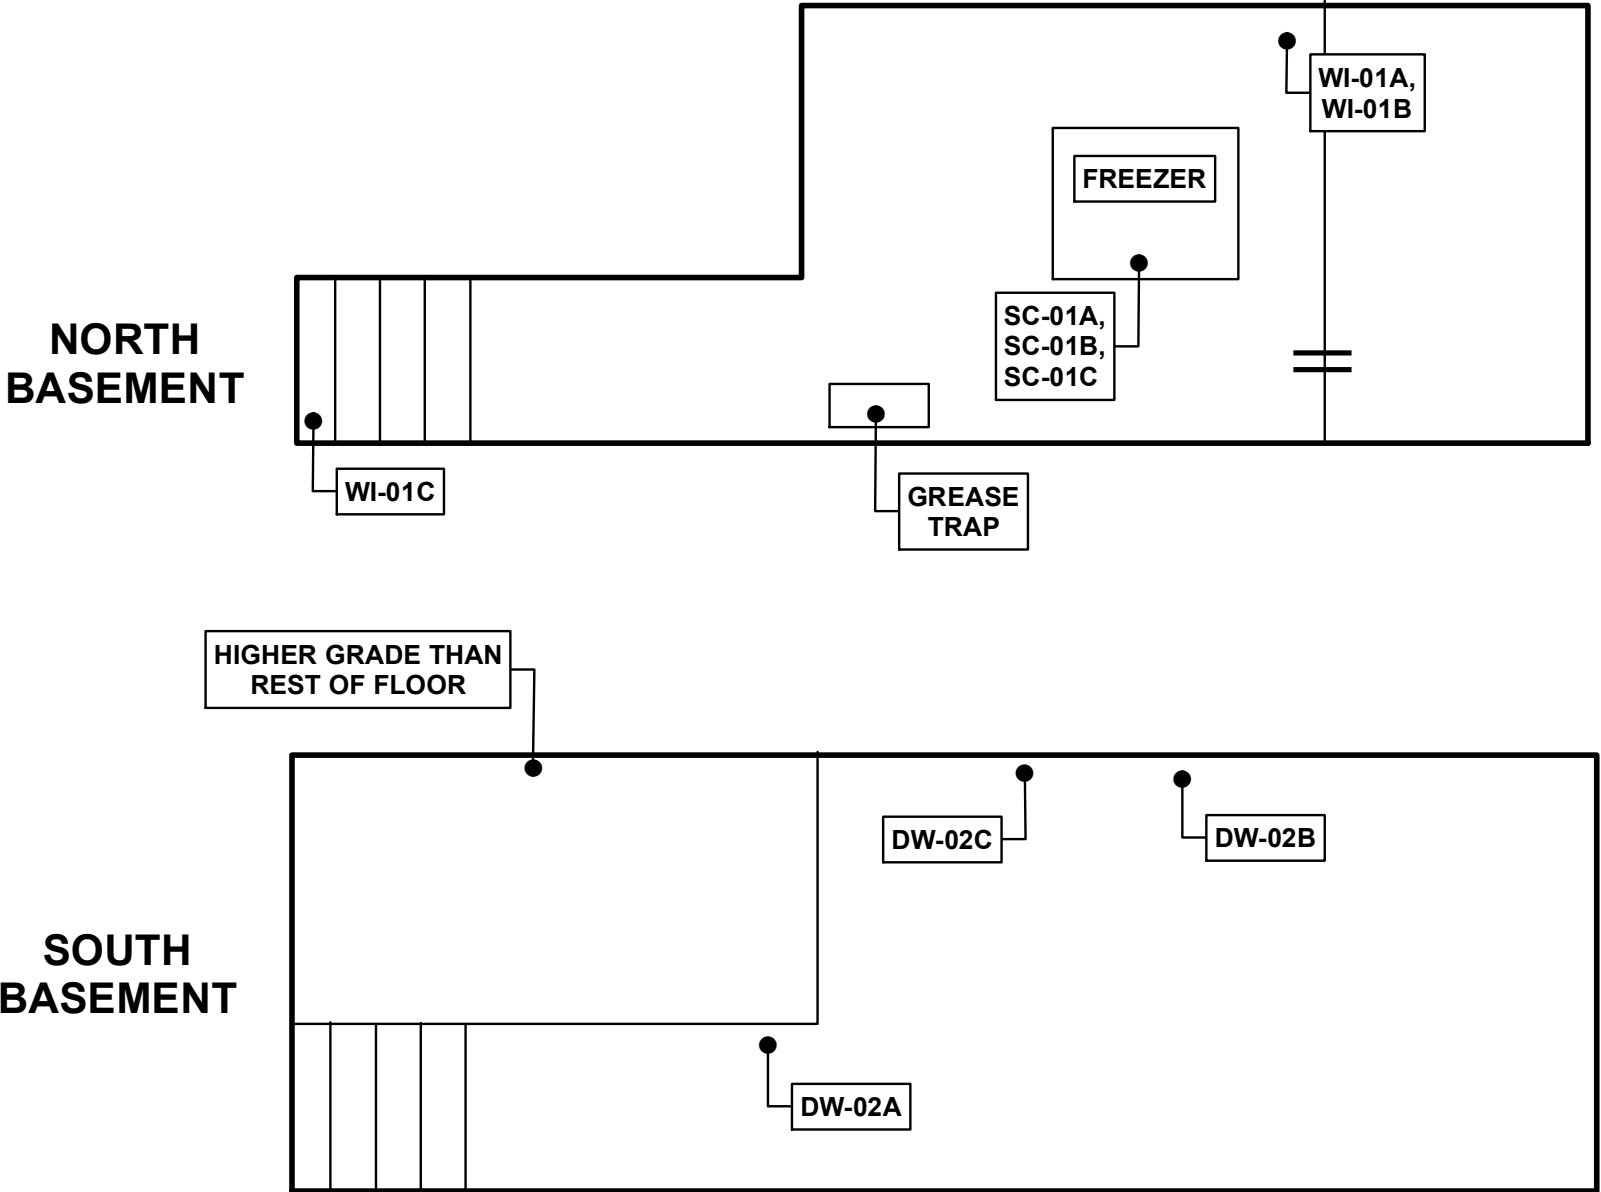 WI-01A,
WI-01B
FREEZER
SC-01A,
SC-01B,
SC-01C
NORTH
BASEMENT
WI-01C
GREASE
TRAP
HIGHER GRADE THAN
REST OF FLOOR
DW-02C
DW-02B
SOUTH
BASEMENT
DW-02A